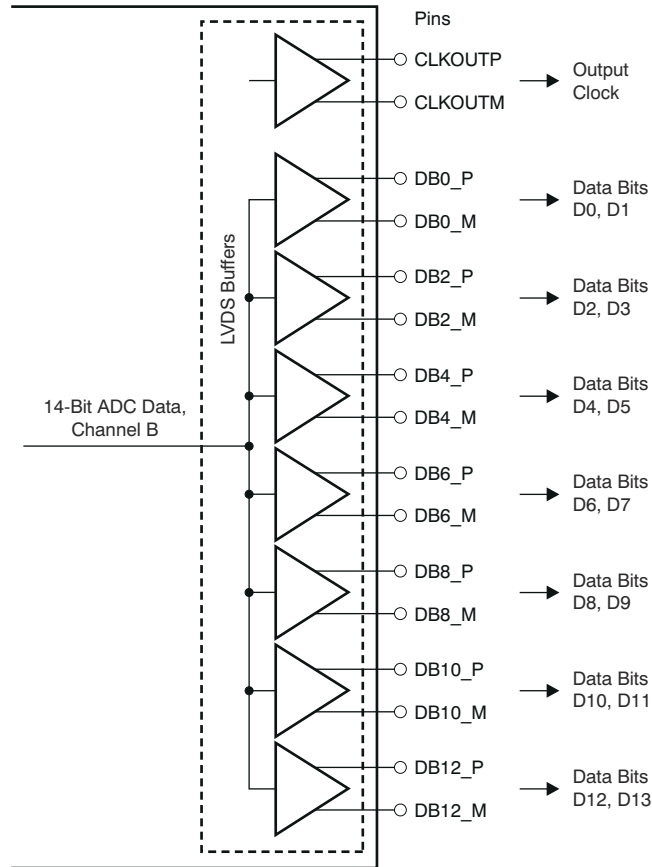 Pins
CLKOUTP
CLKOUTM
Output
Clock
DB0_P
DB0_M
Data Bits
D0, D1
DB2_P
DB2_M
Data Bits
D2, D3
LVDS Buffers
DB4_P
DB4_M
Data Bits
D4, D5
14-Bit ADC Data,
Channel B
DB6_P
DB6_M
Data Bits
D6, D7
DB8_P
DB8_M
Data Bits
D8, D9
DB10_P
DB10_M
Data Bits
D10, D11
DB12_P
DB12_M
Data Bits
D12, D13